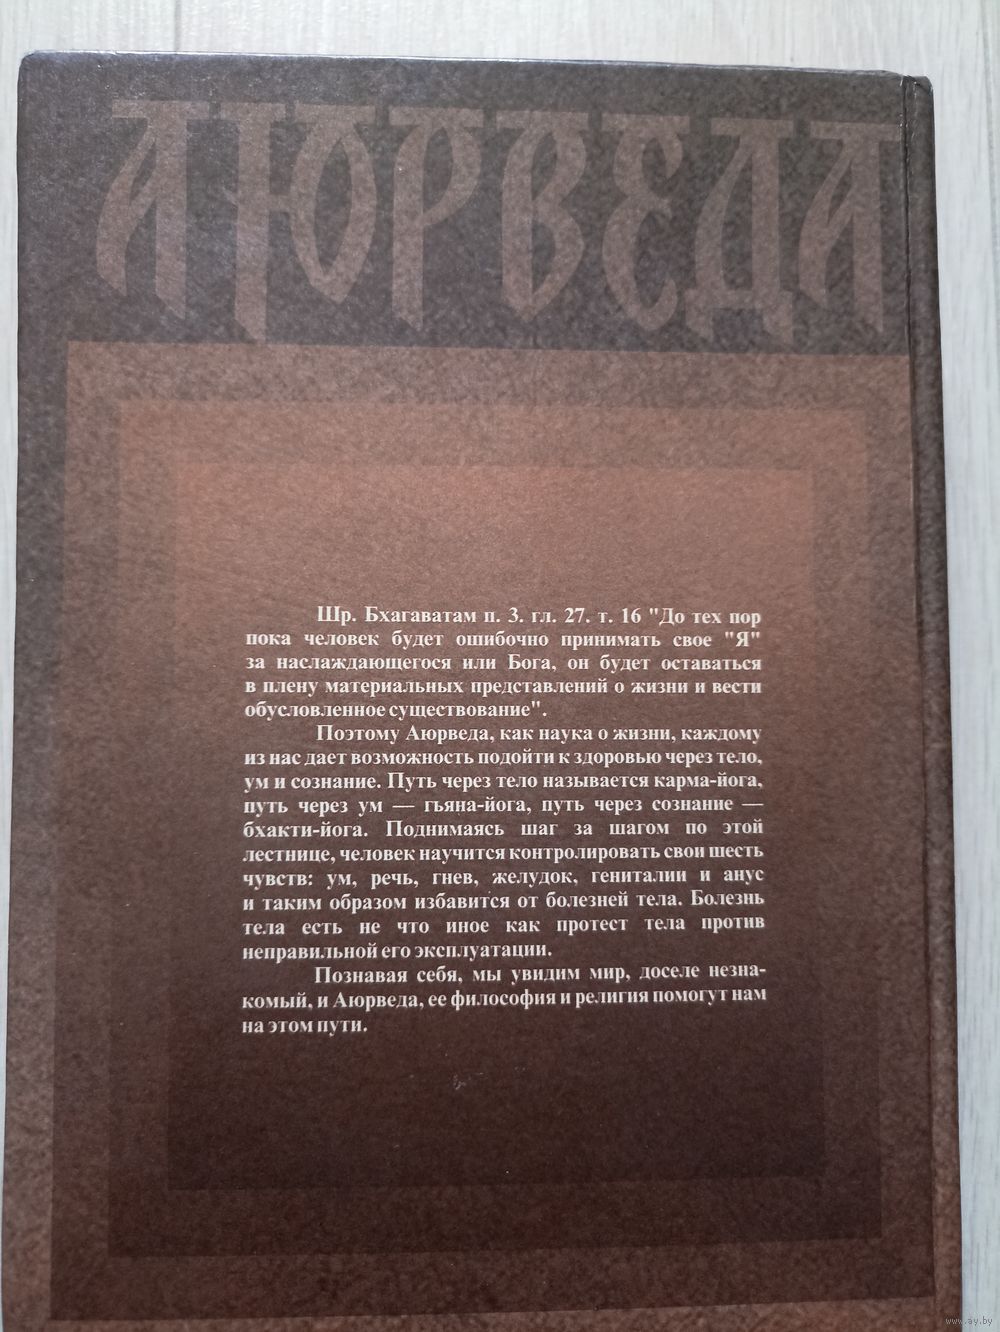 АЮРВЕДА
Шр. Бхагаватам п. 3. гл. 27. т. 16 "До тех пор
пока человек будет ошибочно принимать свое "Я"
за наслаждающегося или Бога, он будет оставаться
в плену материальных представлений о жизни и вести
обусловленное существование".
Поэтому Аюрведа, как наука о жизни, каждому
из нас дает возможность подойти к здоровью через тело,
ум и сознание. Путь через тело называется карма-йога,
путь через ум — гьяна-йога, путь через сознание —
бхакти-йога. Поднимаясь шаг за шагом по этой
лестнице, человек научится контролировать свои шесть
чувств: ум, речь, гнев, желудок, гениталии и анус
и таким образом избавится от болезней тела. Болезнь
тела есть не что иное как протест тела против
неправильной его эксплуатации.
Познавая себя, мы увидим мир, доселе незна-
комый, и Аюрведа, ее философия и религия помогут нам
на этом пути.
www.ay.by